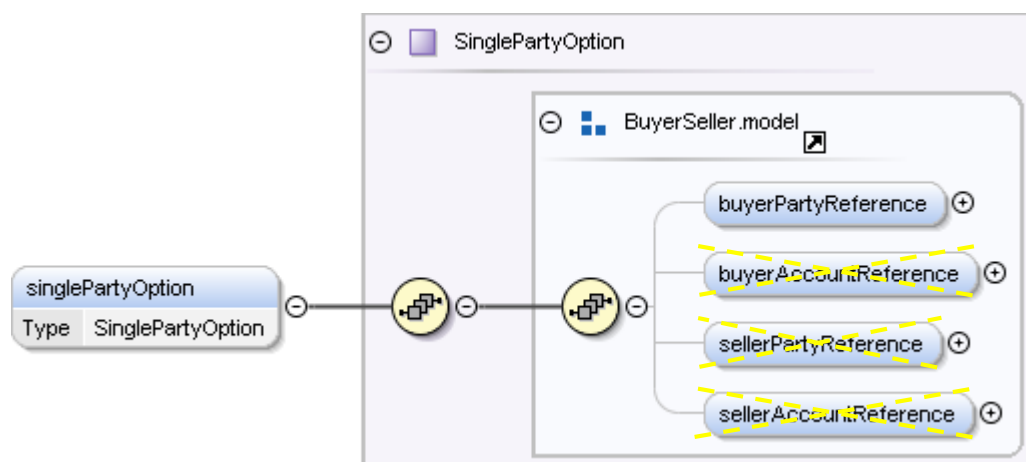 SinglePartyOption
BuyerSeller.model
buyerPartyReference
buyerAccountReference
singlePartyOption
Type SinglePartyOption
sellerPartyReference
sellerAccountReference